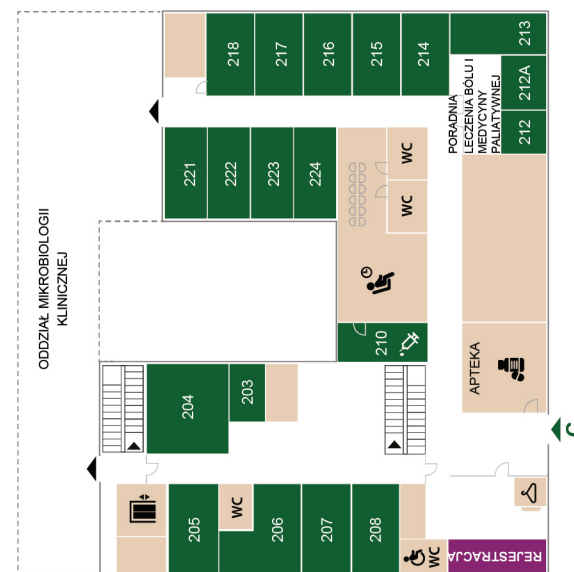 218
217
216
215
214
213
212A
212
PORADNIA
LECZENIA BÓLU I
MEDYCYNY
PALIATYWNEJ
221
222
223
224
WC
WC
ODDZIAŁ MIKROBIOLOGII
KLINICZNEJ
210
APTEKA
204
203
205
WC
206
207
208
WC
REJESTRACJA